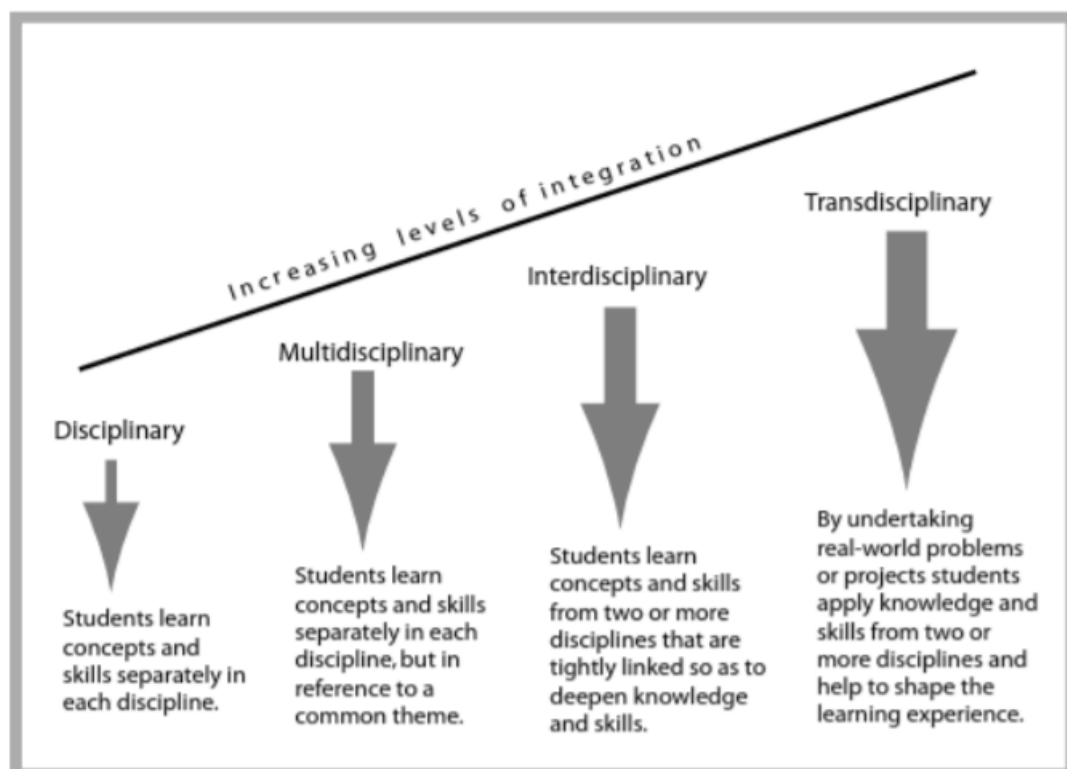 Increasing levels of integration
Disciplinary
Students learn
concepts and
skills separately in
each discipline.
Multidisciplinary
Students learn
concepts and skills
separately in each
discipline, but in
reference to a
common theme.
Interdisciplinary
Students learn
concepts and skills
from two or more
disciplines that are
tightly linked so as to
deepen knowledge
and skills.
Transdisciplinary
By undertaking
real-world problems
or projects students
apply knowledge and
skills from two or
more disciplines and
help to shape the
learning experience.